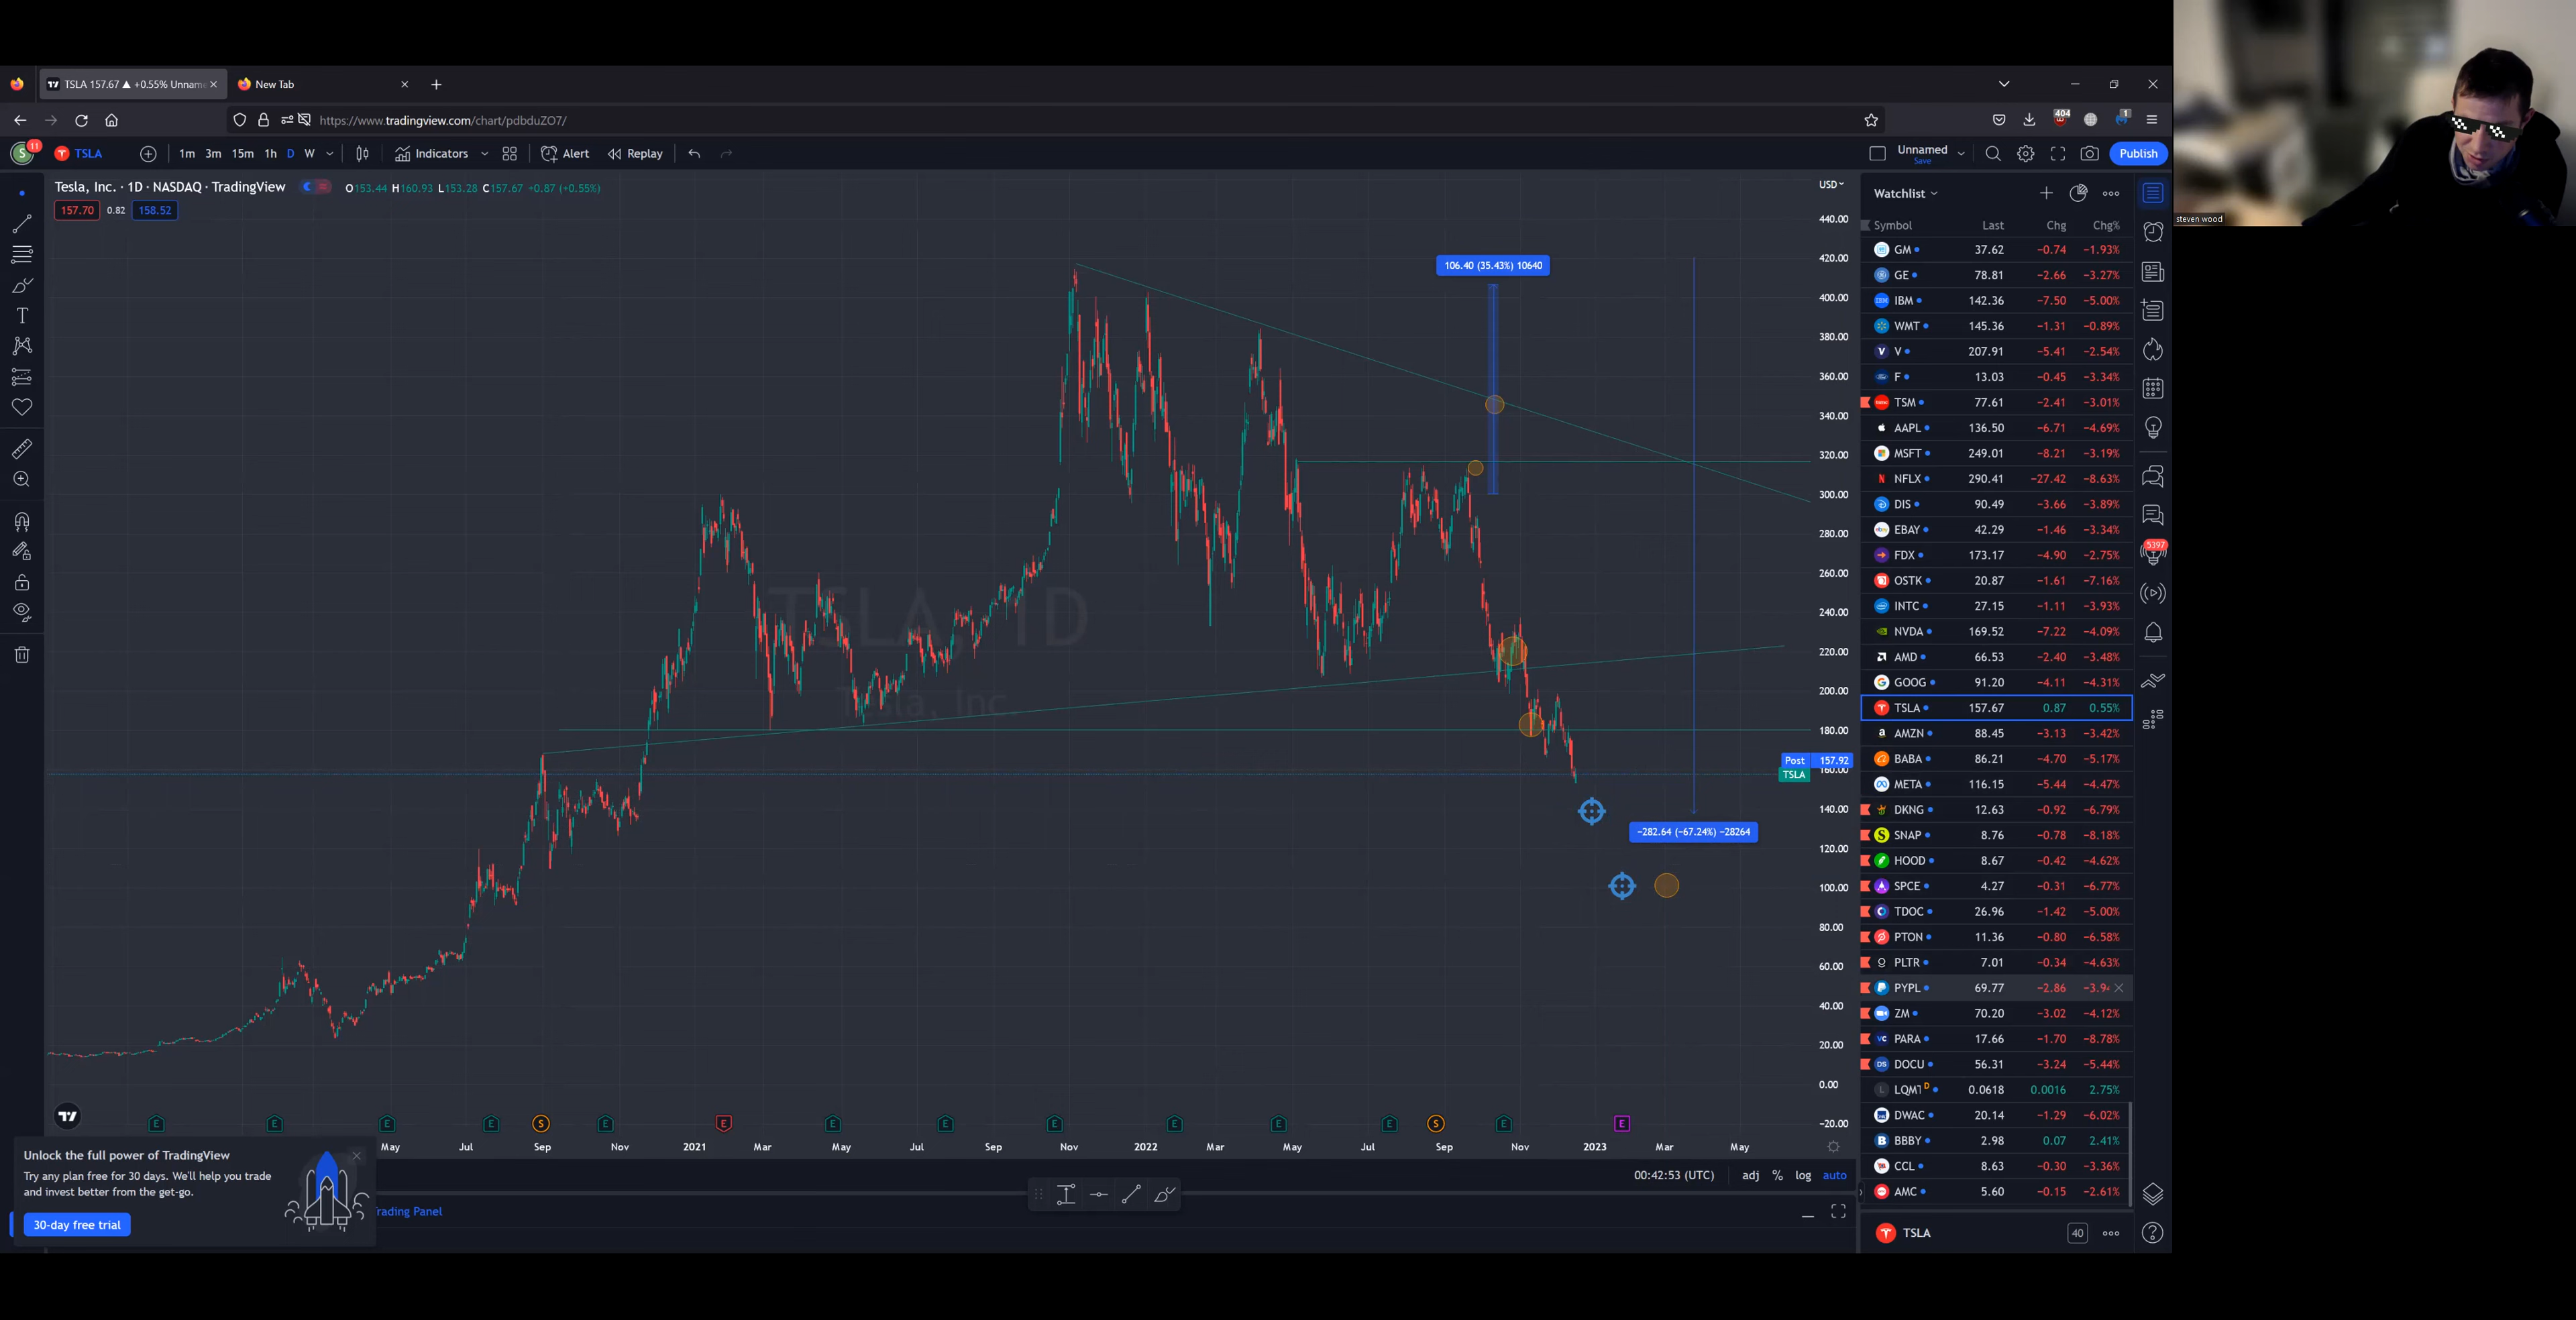 TSLA 157.67 ▲ +0.55% Unnam
New Tab
https://www.tradingview.com/chart/pdbduZO7/
404
1
11
TSLA
1m 3m 15m 1h D W
Indicators
Alert
Replay
Unnamed
Save
Publish
steven wood
Tesla, Inc. · 1D · NASDAQ · TradingView
O153.44 H160.93 L153.28 C157.67 +0.87 (+0.55%)
157.70 0.82 158.52
TSLA, 1D
Tesla, Inc.
106.40 (35.43%) 10640
−282.64 (−67.24%) −28264
USD
440.00
420.00
400.00
380.00
360.00
340.00
320.00
300.00
280.00
260.00
240.00
220.00
200.00
180.00
Post 157.92
160.00
TSLA
140.00
120.00
100.00
80.00
60.00
40.00
20.00
0.00
−20.00
E E E E S E E E E E E E E S E E
May Jul Sep Nov 2021 Mar May Jul Sep Nov 2022 Mar May Jul Sep Nov 2023 Mar May
00:42:53 (UTC) adj % log auto
Unlock the full power of TradingView
Try any plan free for 30 days. We'll help you trade
and invest better from the get-go.
30-day free trial
rading Panel
Watchlist
Symbol Last Chg Chg%
GM 37.62 −0.74 −1.93%
GE 78.81 −2.66 −3.27%
IBM 142.36 −7.50 −5.00%
WMT 145.36 −1.31 −0.89%
V 207.91 −5.41 −2.54%
F 13.03 −0.45 −3.34%
TSM 77.61 −2.41 −3.01%
AAPL 136.50 −6.71 −4.69%
MSFT 249.01 −8.21 −3.19%
NFLX 290.41 −27.42 −8.63%
DIS 90.49 −3.66 −3.89%
EBAY 42.29 −1.46 −3.34%
FDX 173.17 −4.90 −2.75%
OSTK 20.87 −1.61 −7.16%
INTC 27.15 −1.11 −3.93%
NVDA 169.52 −7.22 −4.09%
AMD 66.53 −2.40 −3.48%
GOOG 91.20 −4.11 −4.31%
TSLA 157.67 0.87 0.55%
AMZN 88.45 −3.13 −3.42%
BABA 86.21 −4.70 −5.17%
META 116.15 −5.44 −4.47%
DKNG 12.63 −0.92 −6.79%
SNAP 8.76 −0.78 −8.18%
HOOD 8.67 −0.42 −4.62%
SPCE 4.27 −0.31 −6.77%
TDOC 26.96 −1.42 −5.00%
PTON 11.36 −0.80 −6.58%
PLTR 7.01 −0.34 −4.63%
PYPL 69.77 −2.86 −3.9
ZM 70.20 −3.02 −4.12%
PARA 17.66 −1.70 −8.78%
DOCU 56.31 −3.24 −5.44%
LQMT D 0.0618 0.0016 2.75%
DWAC 20.14 −1.29 −6.02%
BBBY 2.98 0.07 2.41%
CCL 8.63 −0.30 −3.36%
AMC 5.60 −0.15 −2.61%
TSLA 40
5397